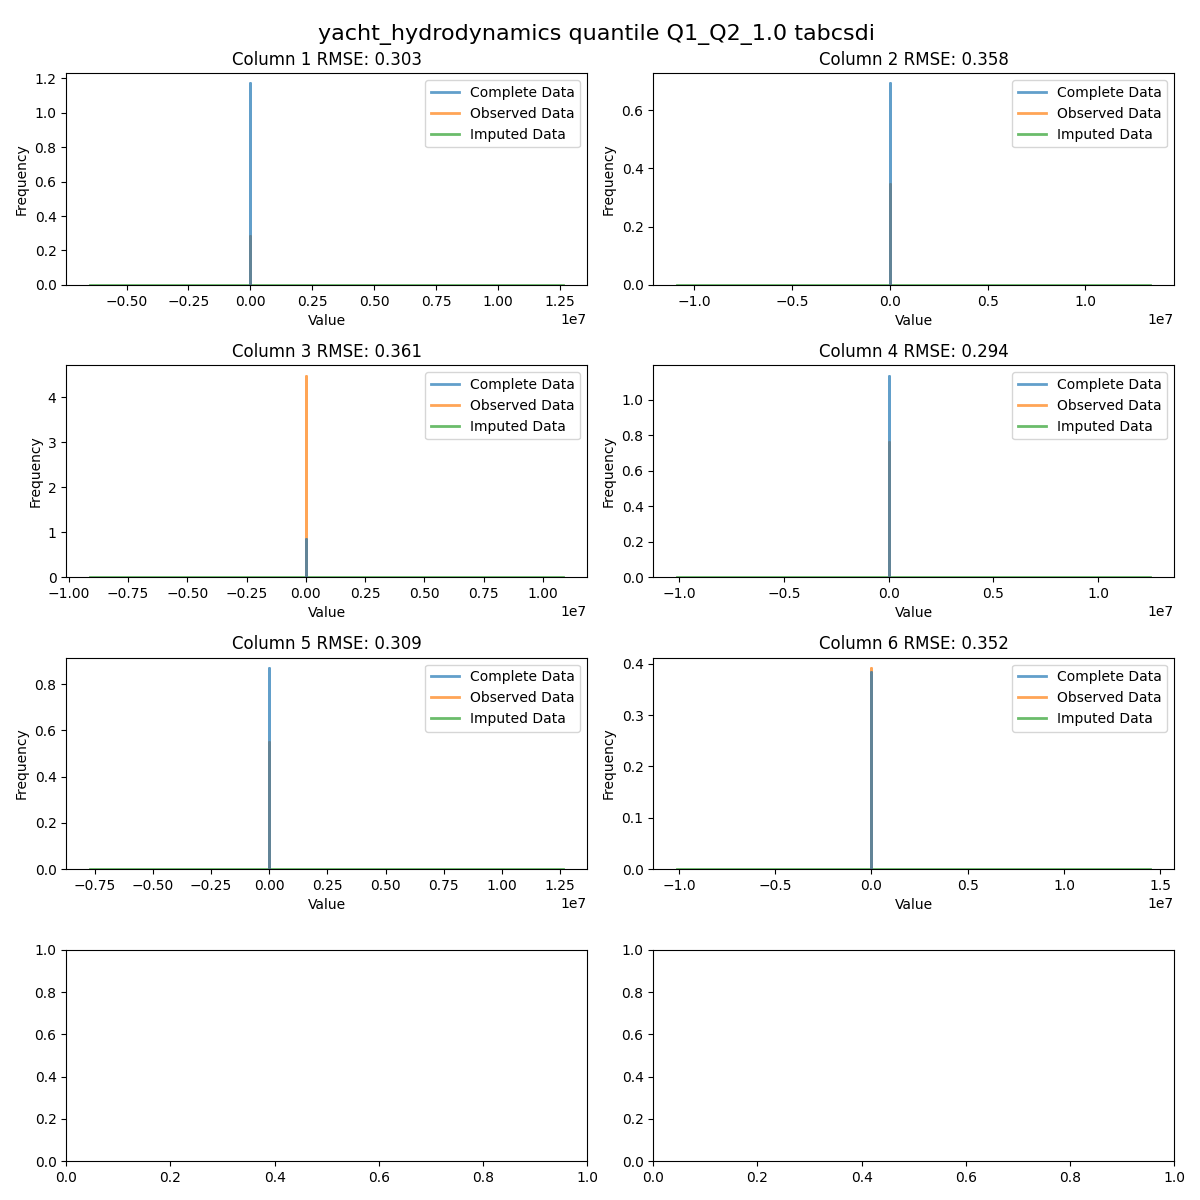 yacht_hydrodynamics quantile Q1_Q2_1.0 tabcsdi
Column 1 RMSE: 0.303
Complete Data
Observed Data
Imputed Data
Frequency
0.0 0.2 0.4 0.6 0.8 1.0 1.2
−0.50 −0.25 0.00 0.25 0.50 0.75 1.00 1.25
1e7
Value
Column 2 RMSE: 0.358
Complete Data
Observed Data
Imputed Data
Frequency
0.0 0.2 0.4 0.6
−1.0 −0.5 0.0 0.5 1.0
1e7
Value
Column 3 RMSE: 0.361
Complete Data
Observed Data
Imputed Data
Frequency
0 1 2 3 4
−1.00 −0.75 −0.50 −0.25 0.00 0.25 0.50 0.75 1.00
1e7
Value
Column 4 RMSE: 0.294
Complete Data
Observed Data
Imputed Data
Frequency
0.0 0.2 0.4 0.6 0.8 1.0
−1.0 −0.5 0.0 0.5 1.0
1e7
Value
Column 5 RMSE: 0.309
Complete Data
Observed Data
Imputed Data
Frequency
0.0 0.2 0.4 0.6 0.8
−0.75 −0.50 −0.25 0.00 0.25 0.50 0.75 1.00 1.25
1e7
Value
Column 6 RMSE: 0.352
Complete Data
Observed Data
Imputed Data
Frequency
0.0 0.1 0.2 0.3 0.4
−1.0 −0.5 0.0 0.5 1.0 1.5
1e7
Value
0.0 0.2 0.4 0.6 0.8 1.0
0.0 0.2 0.4 0.6 0.8 1.0
0.0 0.2 0.4 0.6 0.8 1.0
0.0 0.2 0.4 0.6 0.8 1.0